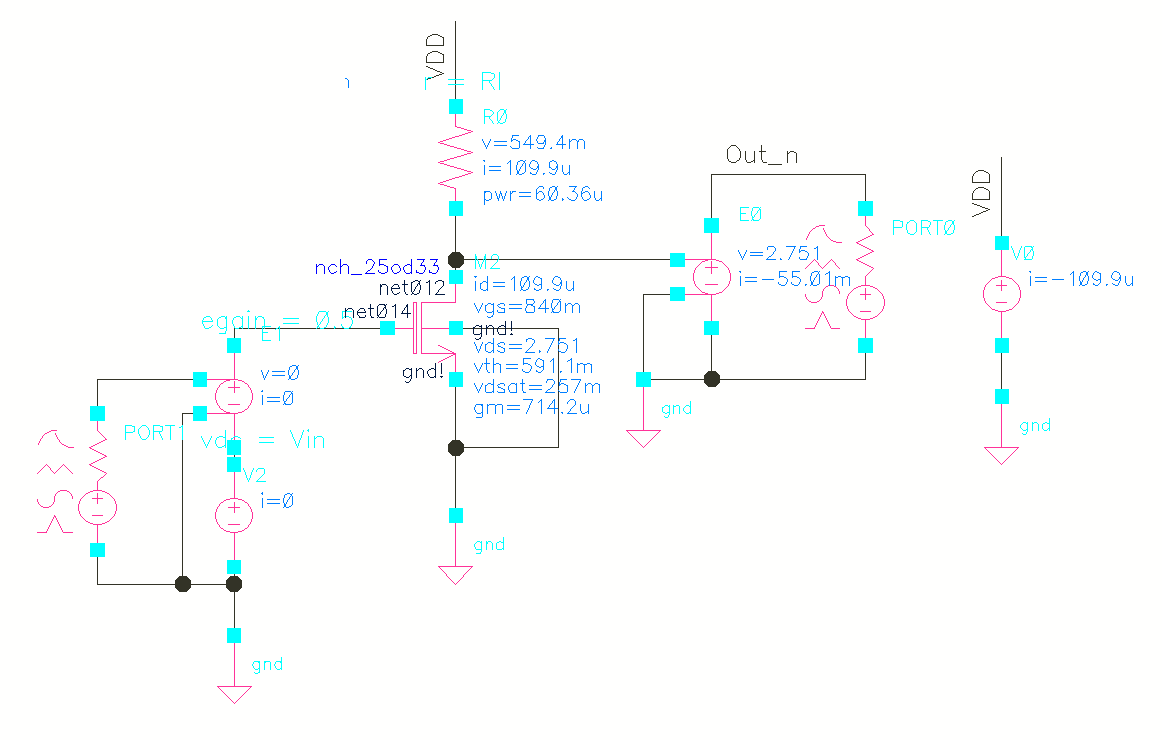 VDD
= Rl
R0
v=549.4m
i=109.9u
pwr=60.36u
Out_n
VDD
E0
PORT0
v=2.751
i=-55.01m
V0
i=-109.9u
nch_25od33
M2
net012
id=109.9u
net014
vgs=840m
egain = 0.5
gnd!
E1
vds=2.751
vth=591.1m
gnd!
vdsat=257m
gm=714.2u
v=0
i=0
gnd
gnd
PORT1
vdc = Vin
V2
i=0
gnd
gnd